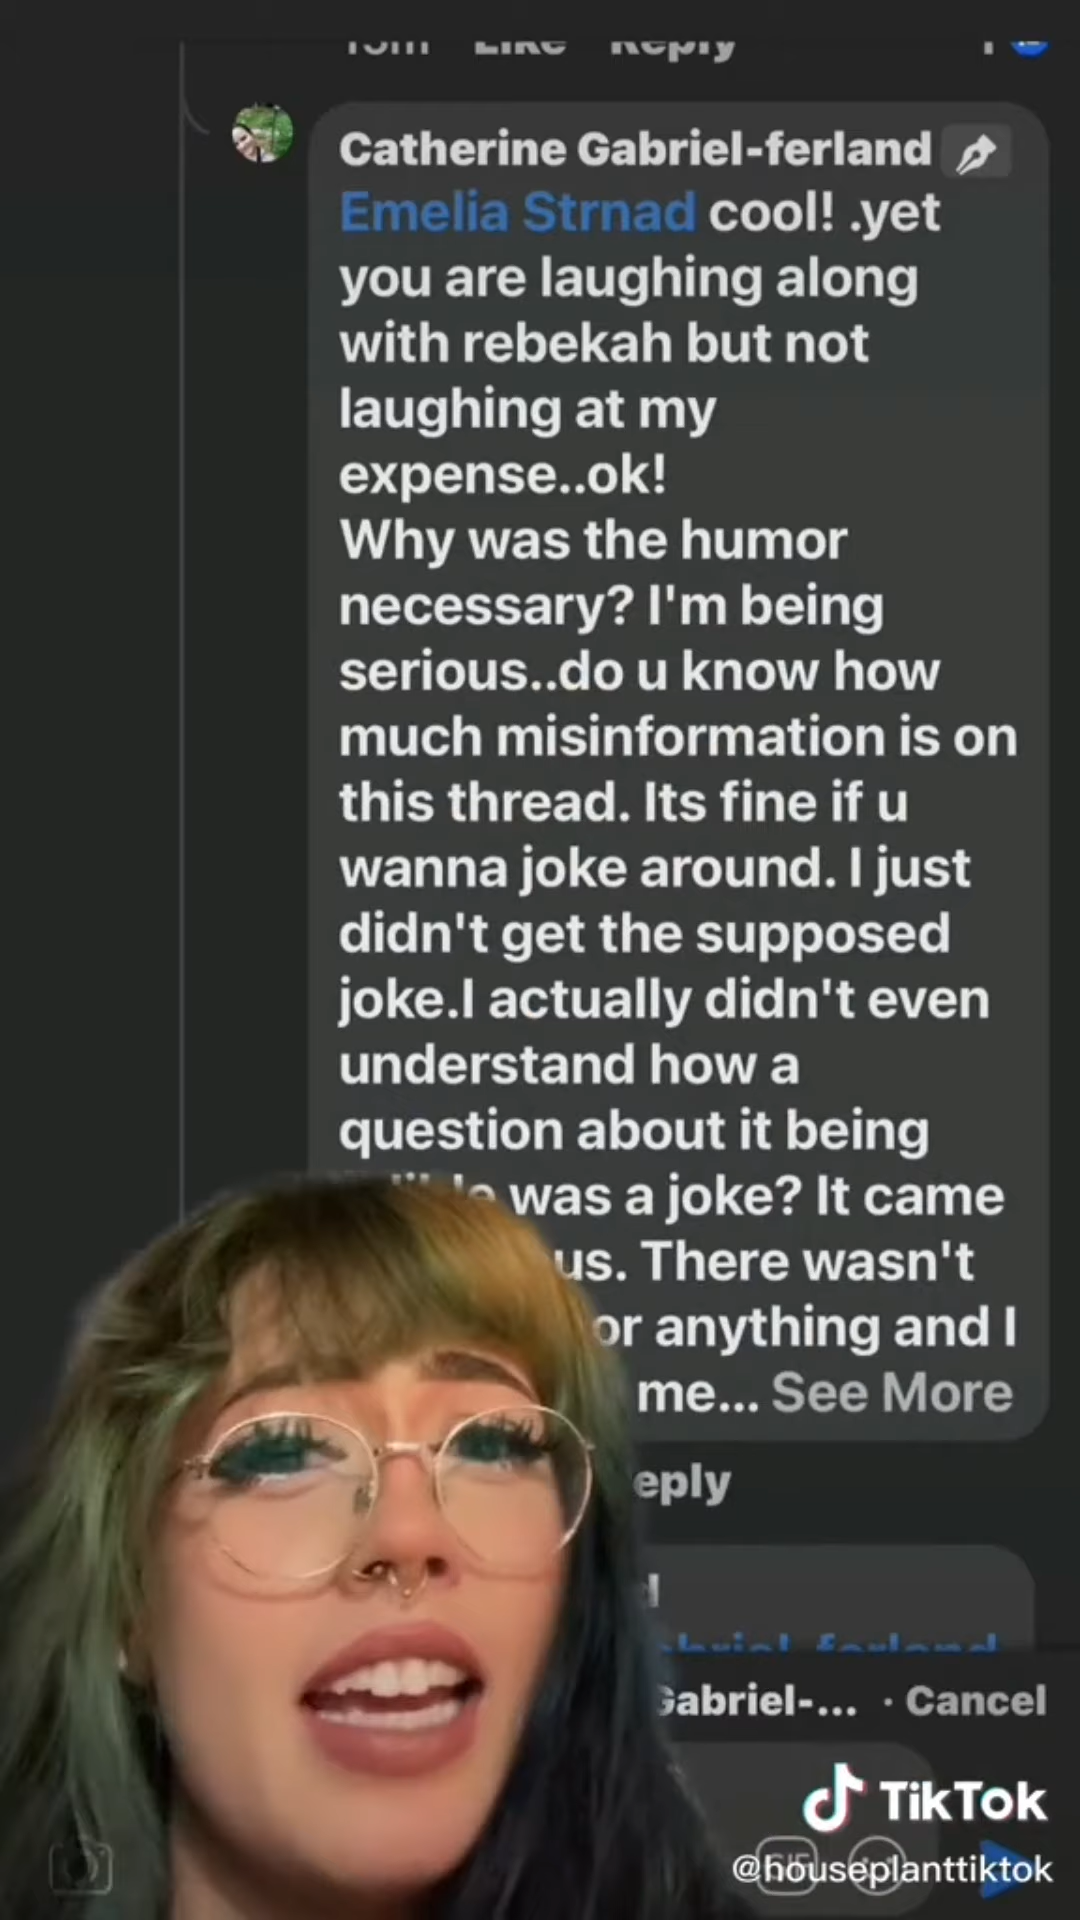 Like Reply
Catherine Gabriel-ferland
Emelia Strnad cool! .yet
you are laughing along
with rebekah but not
laughing at my
expense..ok!
Why was the humor
necessary? I'm being
serious..do u know how
much misinformation is on
this thread. Its fine if u
wanna joke around. I just
didn't get the supposed
joke.I actually didn't even
understand how a
question about it being
was a joke? It came
us. There wasn't
or anything and I
me... See More
eply
Gabriel-... · Cancel
TikTok
GIF
@houseplanttiktok